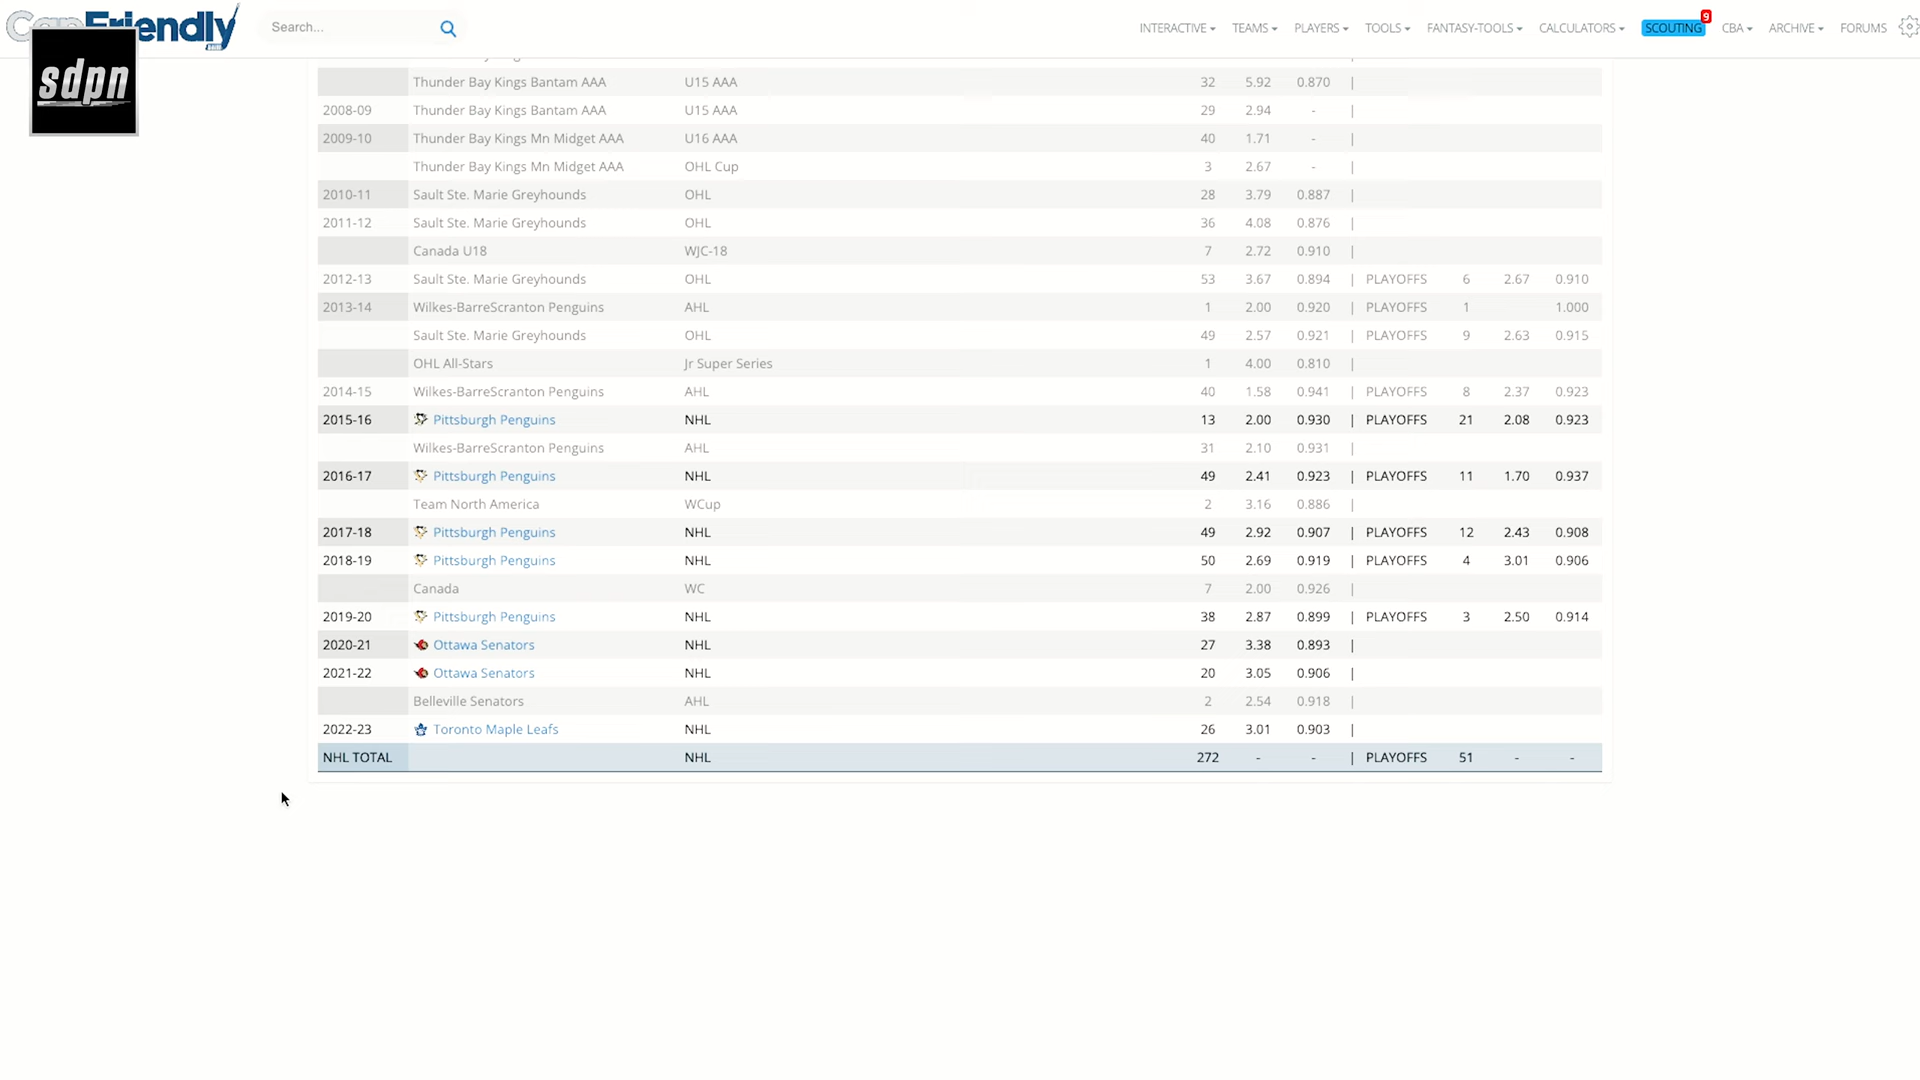 CapFriendly
Search...
INTERACTIVE TEAMS PLAYERS TOOLS FANTASY-TOOLS CALCULATORS SCOUTING 9 CBA ARCHIVE FORUMS
sdpn
Thunder Bay Kings Bantam AAA U15 AAA 32 5.92 0.870 |
2008-09 Thunder Bay Kings Bantam AAA U15 AAA 29 2.94 - |
2009-10 Thunder Bay Kings Mn Midget AAA U16 AAA 40 1.71 - |
Thunder Bay Kings Mn Midget AAA OHL Cup 3 2.67 - |
2010-11 Sault Ste. Marie Greyhounds OHL 28 3.79 0.887 |
2011-12 Sault Ste. Marie Greyhounds OHL 36 4.08 0.876 |
Canada U18 WJC-18 7 2.72 0.910 |
2012-13 Sault Ste. Marie Greyhounds OHL 53 3.67 0.894 | PLAYOFFS 6 2.67 0.910
2013-14 Wilkes-BarreScranton Penguins AHL 1 2.00 0.920 | PLAYOFFS 1 1.000
Sault Ste. Marie Greyhounds OHL 49 2.57 0.921 | PLAYOFFS 9 2.63 0.915
OHL All-Stars Jr Super Series 1 4.00 0.810 |
2014-15 Wilkes-BarreScranton Penguins AHL 40 1.58 0.941 | PLAYOFFS 8 2.37 0.923
2015-16 Pittsburgh Penguins NHL 13 2.00 0.930 | PLAYOFFS 21 2.08 0.923
Wilkes-BarreScranton Penguins AHL 31 2.10 0.931 |
2016-17 Pittsburgh Penguins NHL 49 2.41 0.923 | PLAYOFFS 11 1.70 0.937
Team North America WCup 2 3.16 0.886 |
2017-18 Pittsburgh Penguins NHL 49 2.92 0.907 | PLAYOFFS 12 2.43 0.908
2018-19 Pittsburgh Penguins NHL 50 2.69 0.919 | PLAYOFFS 4 3.01 0.906
Canada WC 7 2.00 0.926 |
2019-20 Pittsburgh Penguins NHL 38 2.87 0.899 | PLAYOFFS 3 2.50 0.914
2020-21 Ottawa Senators NHL 27 3.38 0.893 |
2021-22 Ottawa Senators NHL 20 3.05 0.906 |
Belleville Senators AHL 2 2.54 0.918 |
2022-23 Toronto Maple Leafs NHL 26 3.01 0.903 |
NHL TOTAL NHL 272 - - | PLAYOFFS 51 - -